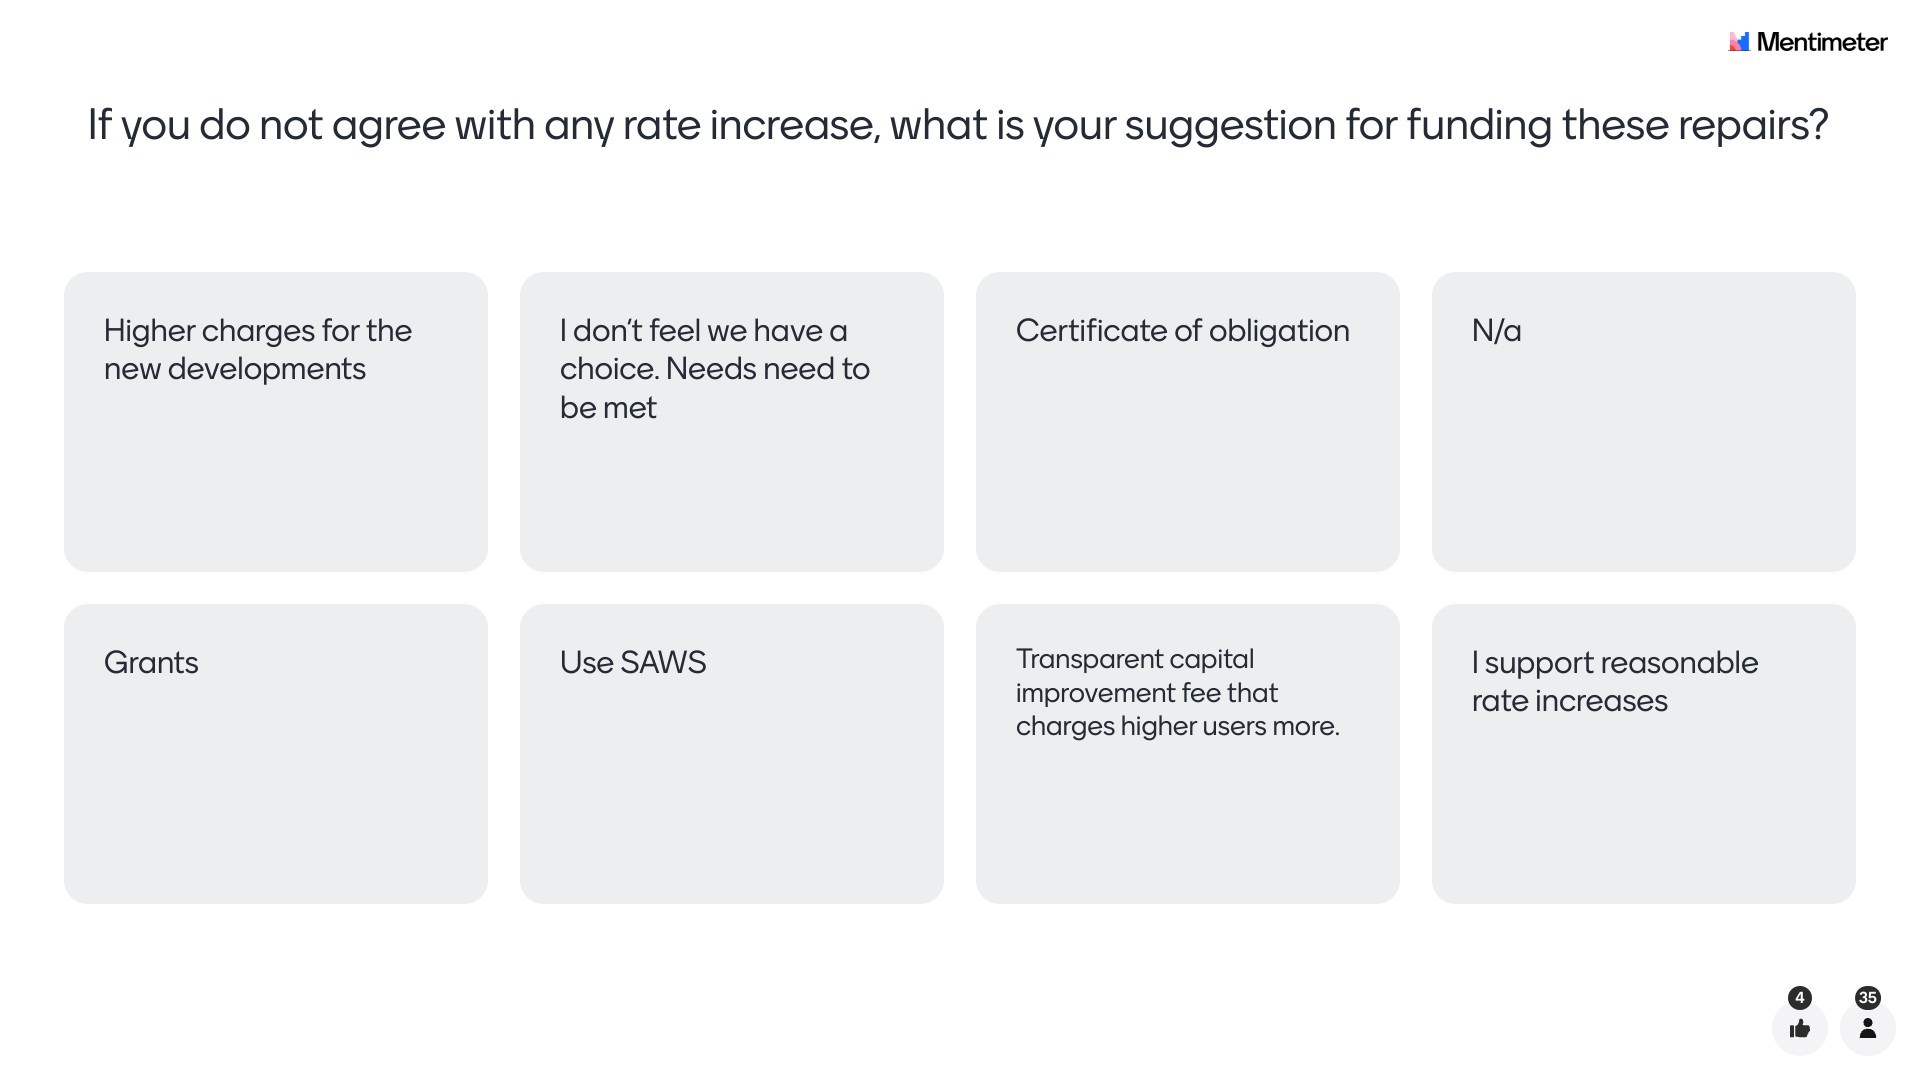 Mentimeter
If you do not agree with any rate increase, what is your suggestion for funding these repairs?
Higher charges for the
new developments
I don't feel we have a
choice. Needs need to
be met
Certificate of obligation
N/a
Grants
Use SAWS
Transparent capital
improvement fee that
charges higher users more.
I support reasonable
rate increases
4
35